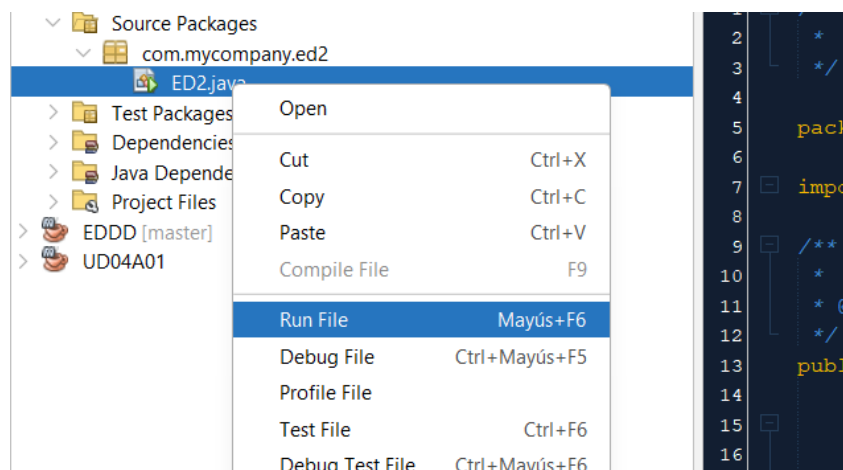 Source Packages
com.mycompany.ed2
ED2.java
Test Packages
Dependencies
Java Depende
Project Files
EDDD [master]
UD04A01
Open
Cut Ctrl+X
Copy Ctrl+C
Paste Ctrl+V
Compile File F9
Run File Mayús+F6
Debug File Ctrl+Mayús+F5
Profile File
Test File Ctrl+F6
Debug Test File Ctrl+Mayús+F6
2 *
3 */
4
5 pack
6
7 impo
8
9 /**
10 *
11 * @
12 */
13 publ
14
15
16